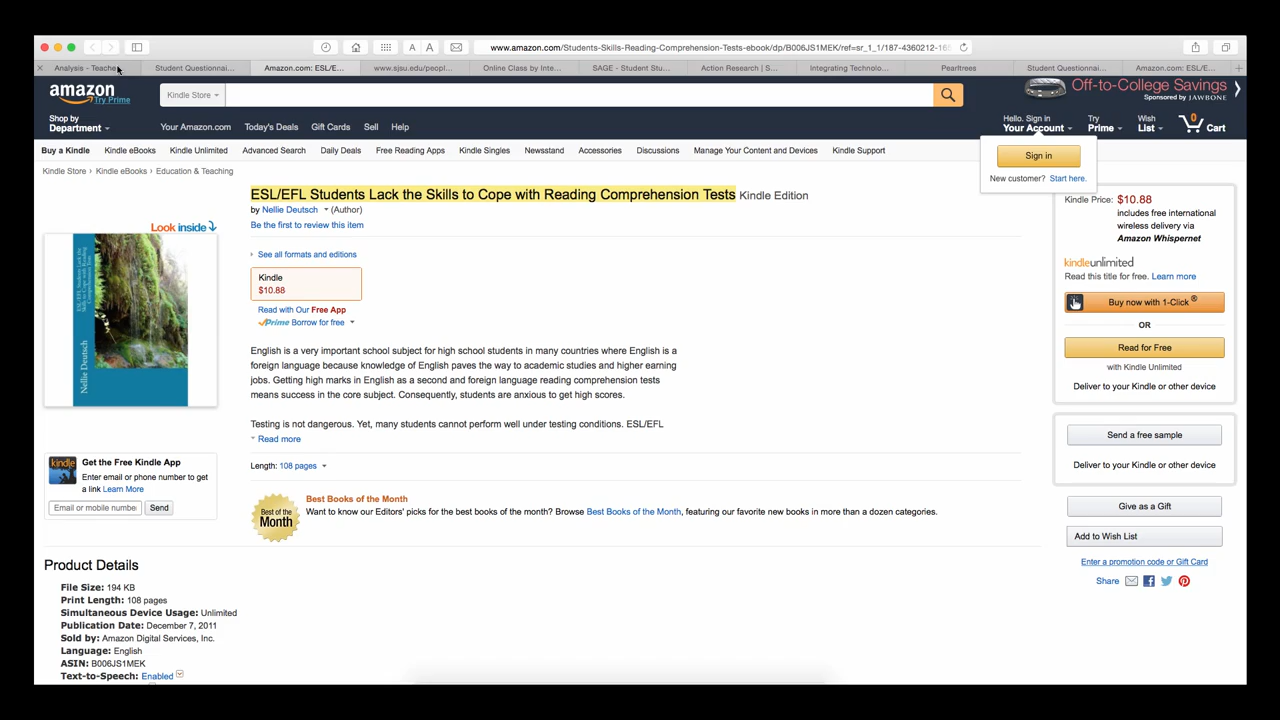 www.amazon.com/Students-Skills-Reading-Comprehension-Tests-ebook/dp/B006JS1MEK/ref=sr_1_1/187-4360212-16
Analysis - Teache
Student Questionnai...
Amazon.com: ESL/E...
www.sjsu.edu/peopl...
Online Class by Inte...
SAGE - Student Stu...
Action Research | S...
Integrating Technolo...
Pearltrees
Student Questionnai...
Amazon.com: ESL/E...
amazon
Try Prime
Kindle Store
Off-to-College Savings
Sponsored by JAWBONE
Shop by
Department
Your Amazon.com
Today's Deals
Gift Cards
Sell
Help
Hello. Sign in
Your Account
Try
Prime
Wish
List
0
Cart
Buy a Kindle
Kindle eBooks
Kindle Unlimited
Advanced Search
Daily Deals
Free Reading Apps
Kindle Singles
Newsstand
Accessories
Discussions
Manage Your Content and Devices
Kindle Support
Sign in
New customer? Start here.
Kindle Store › Kindle eBooks › Education & Teaching
ESL/EFL Students Lack the Skills to Cope with Reading Comprehension Tests Kindle Edition
by Nellie Deutsch (Author)
Be the first to review this item
Look inside
ESL/EFL Students Lack the
Skills to Cope with Reading
Comprehension Tests
Nellie Deutsch
See all formats and editions
Kindle
$10.88
Read with Our Free App
Prime Borrow for free
English is a very important school subject for high school students in many countries where English is a
foreign language because knowledge of English paves the way to academic studies and higher earning
jobs. Getting high marks in English as a second and foreign language reading comprehension tests
means success in the core subject. Consequently, students are anxious to get high scores.
Testing is not dangerous. Yet, many students cannot perform well under testing conditions. ESL/EFL
Read more
Length: 108 pages
Best of the
Month
Best Books of the Month
Want to know our Editors' picks for the best books of the month? Browse Best Books of the Month, featuring our favorite new books in more than a dozen categories.
kindle
Get the Free Kindle App
Enter email or phone number to get
a link Learn More
Email or mobile numbe
Send
Kindle Price: $10.88
includes free international
wireless delivery via
Amazon Whispernet
kindleunlimited
Read this title for free. Learn more
Buy now with 1-Click ®
OR
Read for Free
with Kindle Unlimited
Deliver to your Kindle or other device
Send a free sample
Deliver to your Kindle or other device
Give as a Gift
Add to Wish List
Enter a promotion code or Gift Card
Share
Product Details
File Size: 194 KB
Print Length: 108 pages
Simultaneous Device Usage: Unlimited
Publication Date: December 7, 2011
Sold by: Amazon Digital Services, Inc.
Language: English
ASIN: B006JS1MEK
Text-to-Speech: Enabled